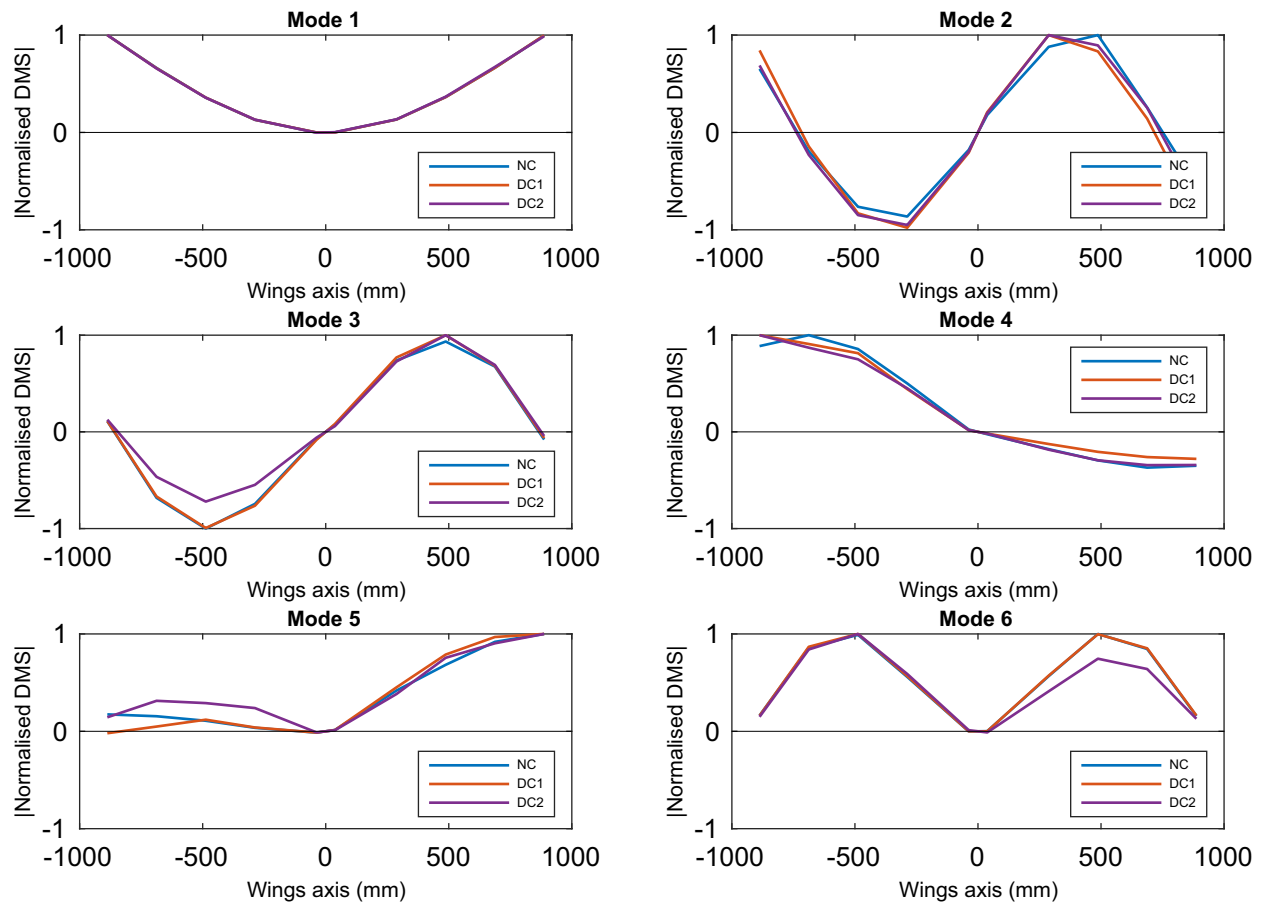 Mode 1
|Normalised DMS|
1
0
-1
NC
DC1
DC2
-1000 -500 0 500 1000
Wings axis (mm)
Mode 2
|Normalised DMS|
1
0
-1
NC
DC1
DC2
-1000 -500 0 500 1000
Wings axis (mm)
Mode 3
|Normalised DMS|
1
0
-1
NC
DC1
DC2
-1000 -500 0 500 1000
Wings axis (mm)
Mode 4
|Normalised DMS|
1
0
-1
NC
DC1
DC2
-1000 -500 0 500 1000
Wings axis (mm)
Mode 5
|Normalised DMS|
1
0
-1
NC
DC1
DC2
-1000 -500 0 500 1000
Wings axis (mm)
Mode 6
|Normalised DMS|
1
0
-1
NC
DC1
DC2
-1000 -500 0 500 1000
Wings axis (mm)